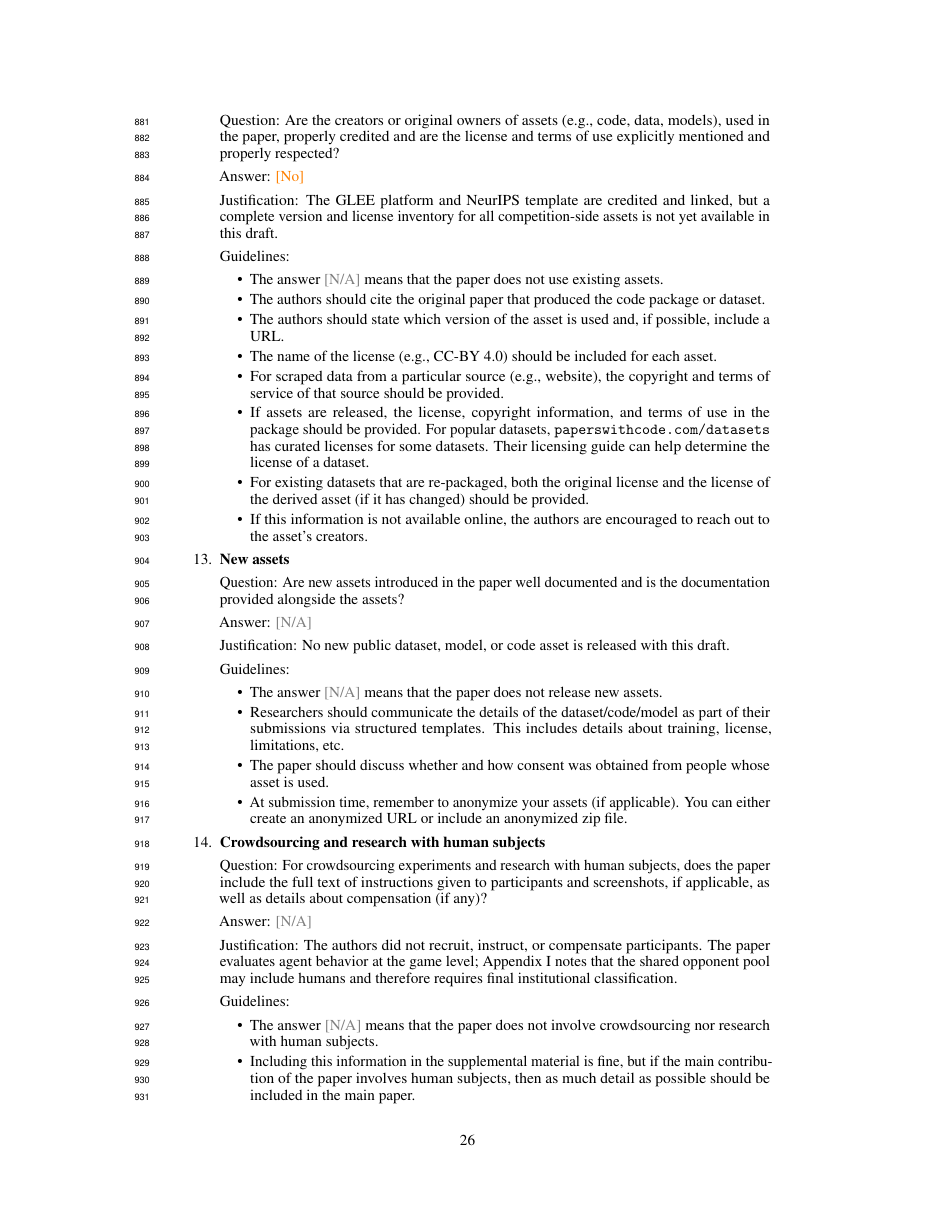 881 Question: Are the creators or original owners of assets (e.g., code, data, models), used in
882 the paper, properly credited and are the license and terms of use explicitly mentioned and
883 properly respected?
884 Answer: [No]
885 Justification: The GLEE platform and NeurIPS template are credited and linked, but a
886 complete version and license inventory for all competition-side assets is not yet available in
887 this draft.
888 Guidelines:
889 • The answer [N/A] means that the paper does not use existing assets.
890 • The authors should cite the original paper that produced the code package or dataset.
891 • The authors should state which version of the asset is used and, if possible, include a
892 URL.
893 • The name of the license (e.g., CC-BY 4.0) should be included for each asset.
894 • For scraped data from a particular source (e.g., website), the copyright and terms of
895 service of that source should be provided.
896 • If assets are released, the license, copyright information, and terms of use in the
897 package should be provided. For popular datasets, paperswithcode.com/datasets
898 has curated licenses for some datasets. Their licensing guide can help determine the
899 license of a dataset.
900 • For existing datasets that are re-packaged, both the original license and the license of
901 the derived asset (if it has changed) should be provided.
902 • If this information is not available online, the authors are encouraged to reach out to
903 the asset's creators.
904 13. New assets
905 Question: Are new assets introduced in the paper well documented and is the documentation
906 provided alongside the assets?
907 Answer: [N/A]
908 Justification: No new public dataset, model, or code asset is released with this draft.
909 Guidelines:
910 • The answer [N/A] means that the paper does not release new assets.
911 • Researchers should communicate the details of the dataset/code/model as part of their
912 submissions via structured templates. This includes details about training, license,
913 limitations, etc.
914 • The paper should discuss whether and how consent was obtained from people whose
915 asset is used.
916 • At submission time, remember to anonymize your assets (if applicable). You can either
917 create an anonymized URL or include an anonymized zip file.
918 14. Crowdsourcing and research with human subjects
919 Question: For crowdsourcing experiments and research with human subjects, does the paper
920 include the full text of instructions given to participants and screenshots, if applicable, as
921 well as details about compensation (if any)?
922 Answer: [N/A]
923 Justification: The authors did not recruit, instruct, or compensate participants. The paper
924 evaluates agent behavior at the game level; Appendix I notes that the shared opponent pool
925 may include humans and therefore requires final institutional classification.
926 Guidelines:
927 • The answer [N/A] means that the paper does not involve crowdsourcing nor research
928 with human subjects.
929 • Including this information in the supplemental material is fine, but if the main contribu-
930 tion of the paper involves human subjects, then as much detail as possible should be
931 included in the main paper.
26